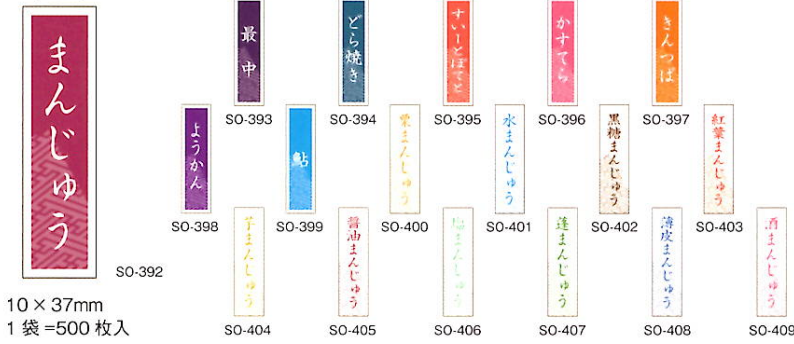 まんじゅう
SO-392
10×37mm
1袋=500枚入
最中
SO-393
どら焼き
SO-394
すいーとぽてと
SO-395
かすてら
SO-396
きんつば
SO-397
ようかん
SO-398
鮎
SO-399
栗まんじゅう
SO-400
水まんじゅう
SO-401
黒糖まんじゅう
SO-402
紅葉まんじゅう
SO-403
芋まんじゅう
SO-404
醤油まんじゅう
SO-405
塩まんじゅう
SO-406
蓬まんじゅう
SO-407
薄皮まんじゅう
SO-408
酒まんじゅう
SO-409